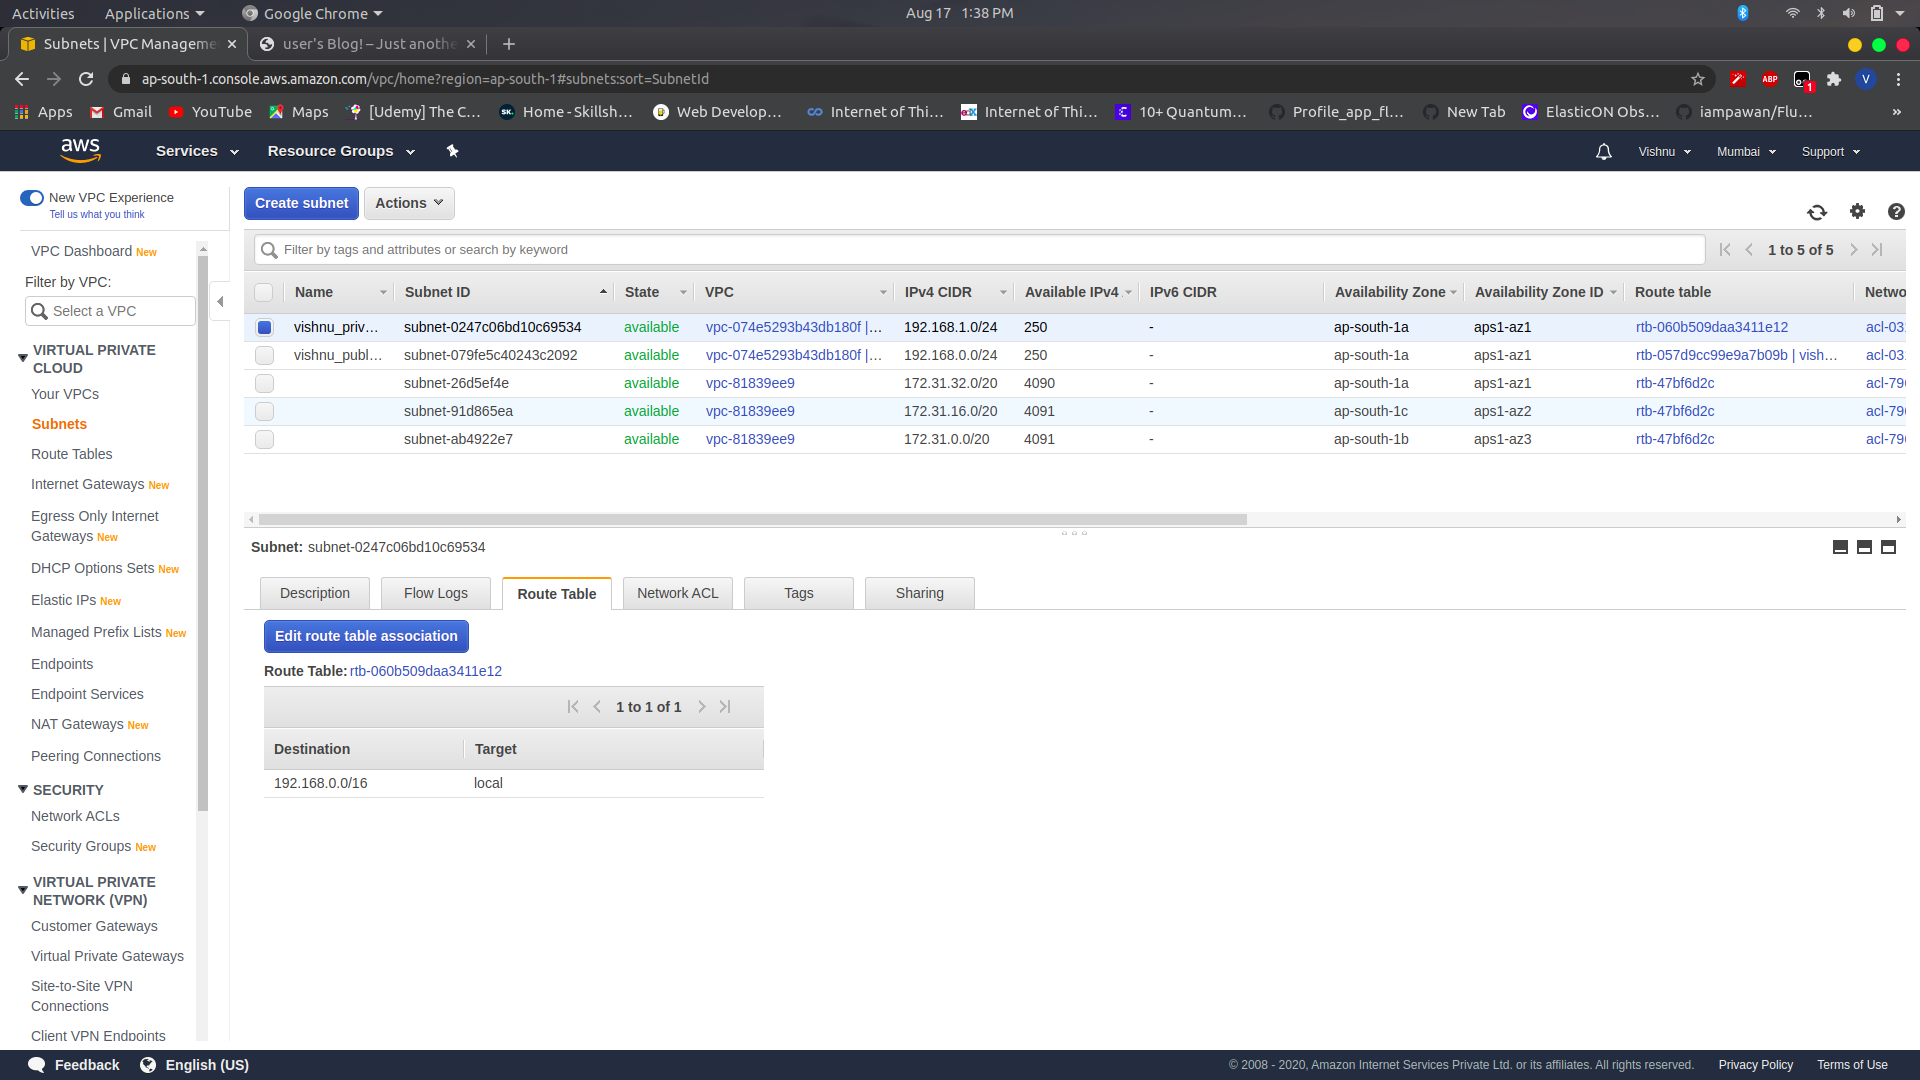 Activities Applications Google Chrome Aug 17 1:38 PM
Subnets | VPC Manageme user's Blog! – Just anothe
ap-south-1.console.aws.amazon.com/vpc/home?region=ap-south-1#subnets:sort=SubnetId ABP 1 V
Apps Gmail YouTube Maps [Udemy] The C... Home - Skillsh... Web Develop... Internet of Thi... Internet of Thi... 10+ Quantum... Profile_app_fl... New Tab ElasticON Obs... iampawan/Flu... »
aws Services Resource Groups Vishnu Mumbai Support
New VPC Experience
Tell us what you think
VPC Dashboard New
Filter by VPC:
Select a VPC
VIRTUAL PRIVATE
CLOUD
Your VPCs
Subnets
Route Tables
Internet Gateways New
Egress Only Internet
Gateways New
DHCP Options Sets New
Elastic IPs New
Managed Prefix Lists New
Endpoints
Endpoint Services
NAT Gateways New
Peering Connections
SECURITY
Network ACLs
Security Groups New
VIRTUAL PRIVATE
NETWORK (VPN)
Customer Gateways
Virtual Private Gateways
Site-to-Site VPN
Connections
Client VPN Endpoints
Create subnet Actions
Filter by tags and attributes or search by keyword 1 to 5 of 5
Name Subnet ID State VPC IPv4 CIDR Available IPv4 IPv6 CIDR Availability Zone Availability Zone ID Route table Netwo
vishnu_priv... subnet-0247c06bd10c69534 available vpc-074e5293b43db180f |... 192.168.1.0/24 250 - ap-south-1a aps1-az1 rtb-060b509daa3411e12 acl-03
vishnu_publ... subnet-079fe5c40243c2092 available vpc-074e5293b43db180f |... 192.168.0.0/24 250 - ap-south-1a aps1-az1 rtb-057d9cc99e9a7b09b | vish... acl-03
subnet-26d5ef4e available vpc-81839ee9 172.31.32.0/20 4090 - ap-south-1a aps1-az1 rtb-47bf6d2c acl-79
subnet-91d865ea available vpc-81839ee9 172.31.16.0/20 4091 - ap-south-1c aps1-az2 rtb-47bf6d2c acl-79
subnet-ab4922e7 available vpc-81839ee9 172.31.0.0/20 4091 - ap-south-1b aps1-az3 rtb-47bf6d2c acl-79
Subnet: subnet-0247c06bd10c69534
Description Flow Logs Route Table Network ACL Tags Sharing
Edit route table association
Route Table: rtb-060b509daa3411e12
1 to 1 of 1
Destination Target
192.168.0.0/16 local
Feedback English (US) © 2008 - 2020, Amazon Internet Services Private Ltd. or its affiliates. All rights reserved. Privacy Policy Terms of Use